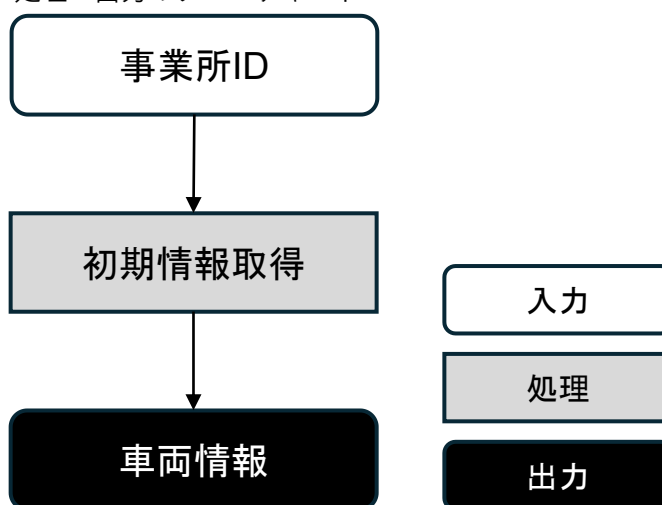 事業所ID
初期情報取得
車両情報
入力
処理
出力